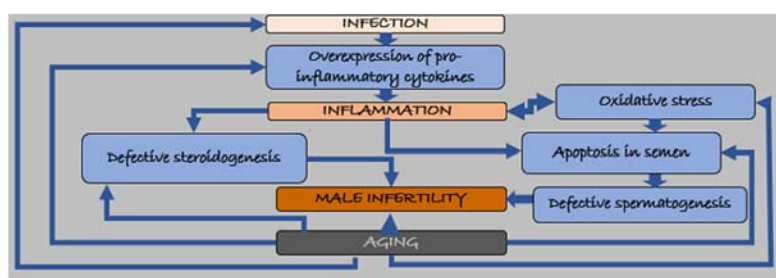 INFECTION
Overexpression of pro-
inflammatory cytokines
INFLAMMATION
Oxidative stress
Defective steroidogenesis
Apoptosis in semen
MALE INFERTILITY
Defective spermatogenesis
AGING